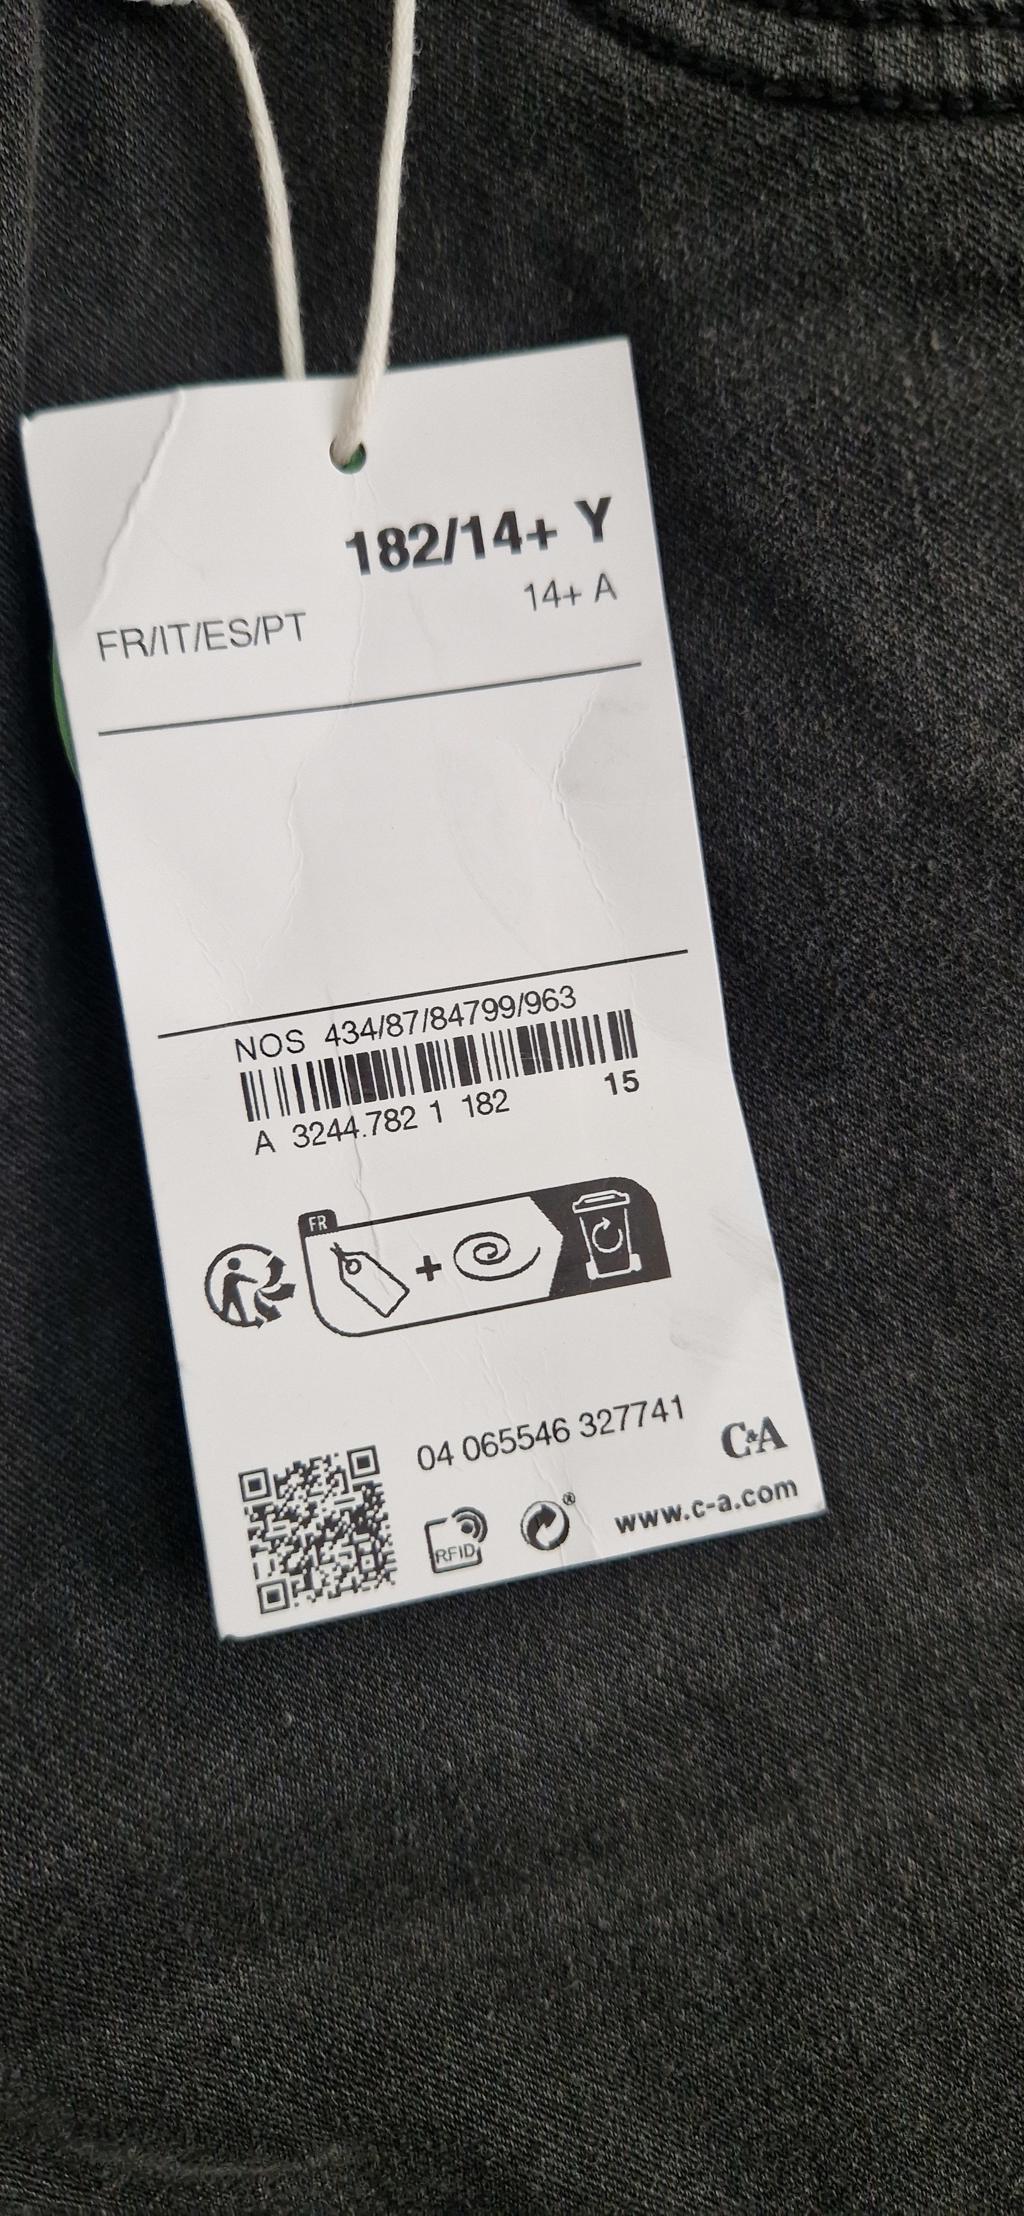 182/14+ Y
FR/IT/ES/PT 14+ A
NOS 434/87/84799/963
A 3244.782 1 182 15
FR
+
04 065546 327741
C&A
RFID
®
www.c-a.com